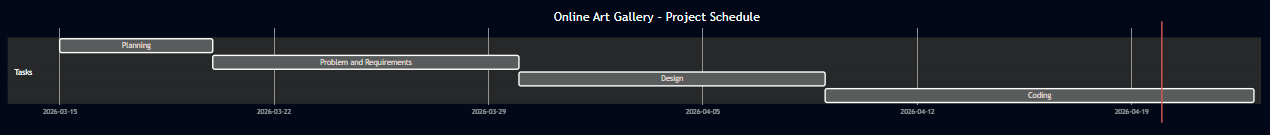 Online Art Gallery - Project Schedule
Planning
Problem and Requirements
Tasks
Design
Coding
2026-03-15
2026-03-22
2026-03-29
2026-04-05
2026-04-12
2026-04-19